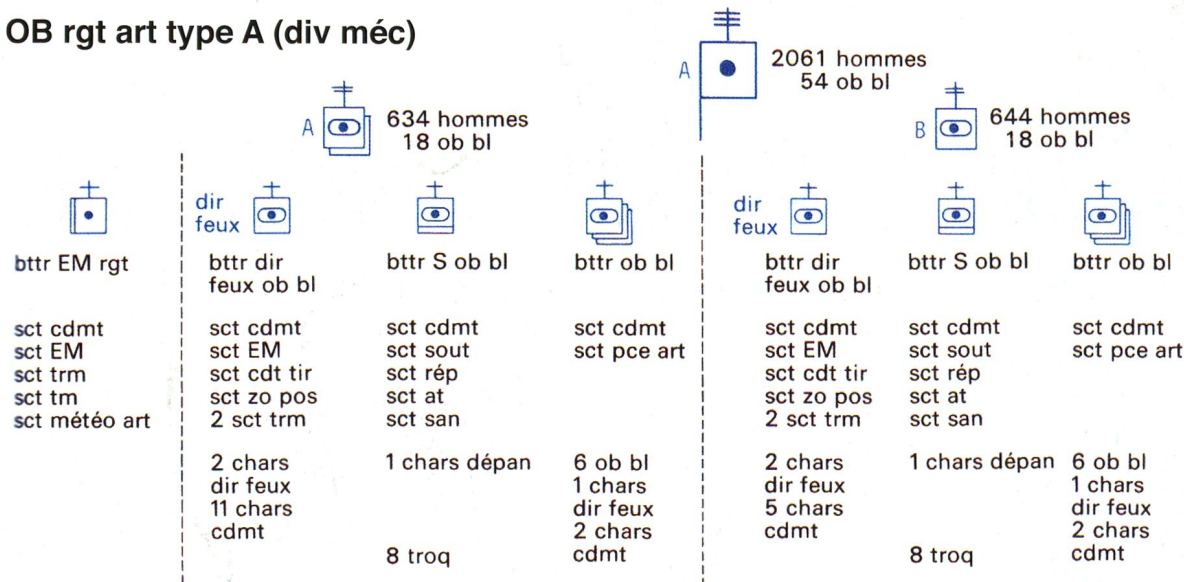 OB rgt art type A (div méc)
A
2061 hommes
54 ob bl
A
634 hommes
18 ob bl
B
644 hommes
18 ob bl
bttr EM rgt
sct cdmt
sct EM
sct trm
sct tm
sct météo art
dir
feux
bttr dir
feux ob bl
sct cdmt
sct EM
sct cdt tir
sct zo pos
2 sct trm
2 chars
dir feux
11 chars
cdmt
bttr S ob bl
sct cdmt
sct sout
sct rép
sct at
sct san
1 chars dépan
8 troq
bttr ob bl
sct cdmt
sct pce art
6 ob bl
1 chars
dir feux
2 chars
cdmt
dir
feux
bttr dir
feux ob bl
sct cdmt
sct EM
sct cdt tir
sct zo pos
2 sct trm
2 chars
dir feux
5 chars
cdmt
bttr S ob bl
sct cdmt
sct sout
sct rép
sct at
sct san
1 chars dépan
8 troq
bttr ob bl
sct cdmt
sct pce art
6 ob bl
1 chars
dir feux
2 chars
cdmt